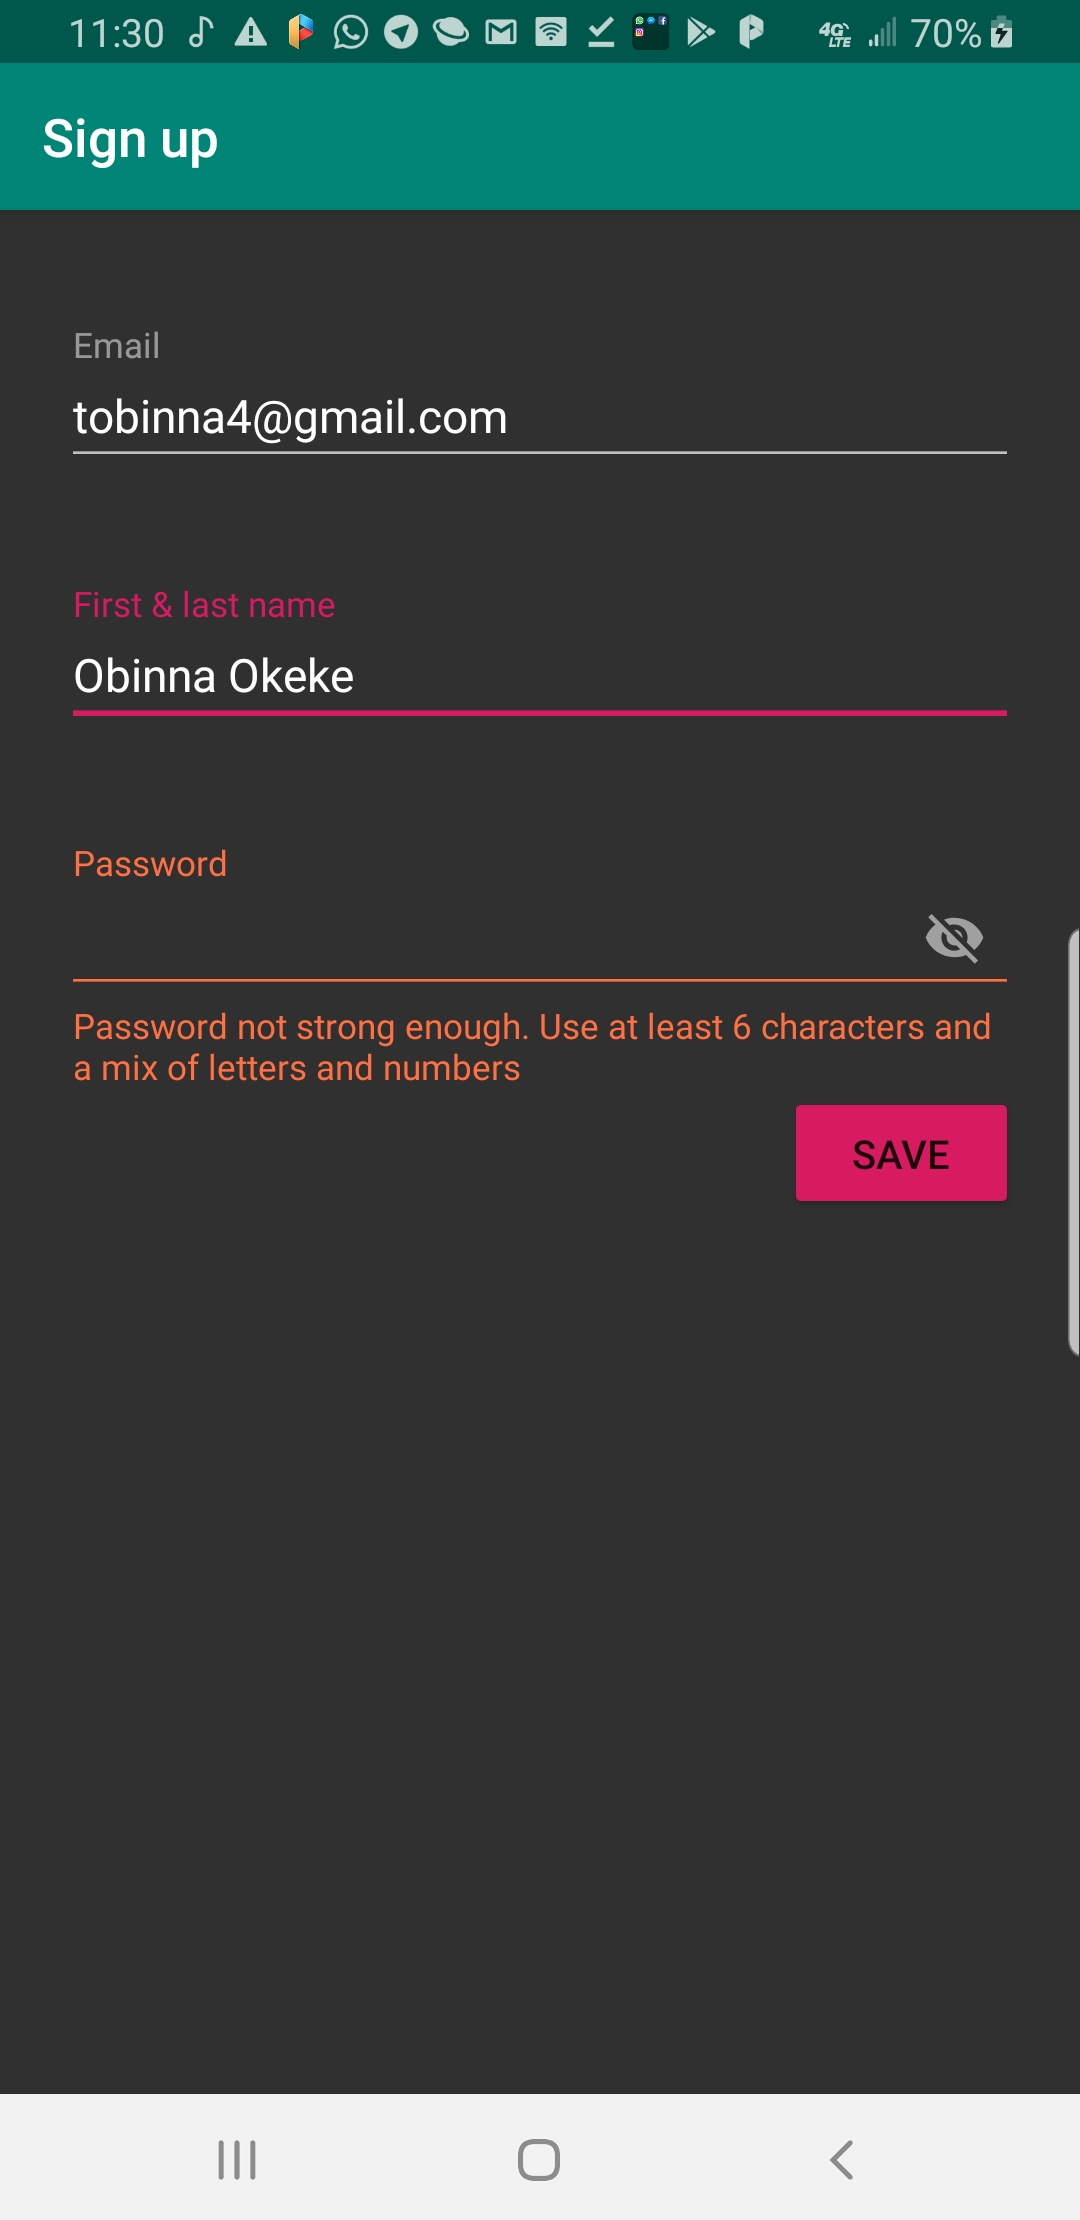 11:30
4G LTE 70%
Sign up
Email
tobinna4@gmail.com
First & last name
Obinna Okeke
Password
Password not strong enough. Use at least 6 characters and
a mix of letters and numbers
SAVE